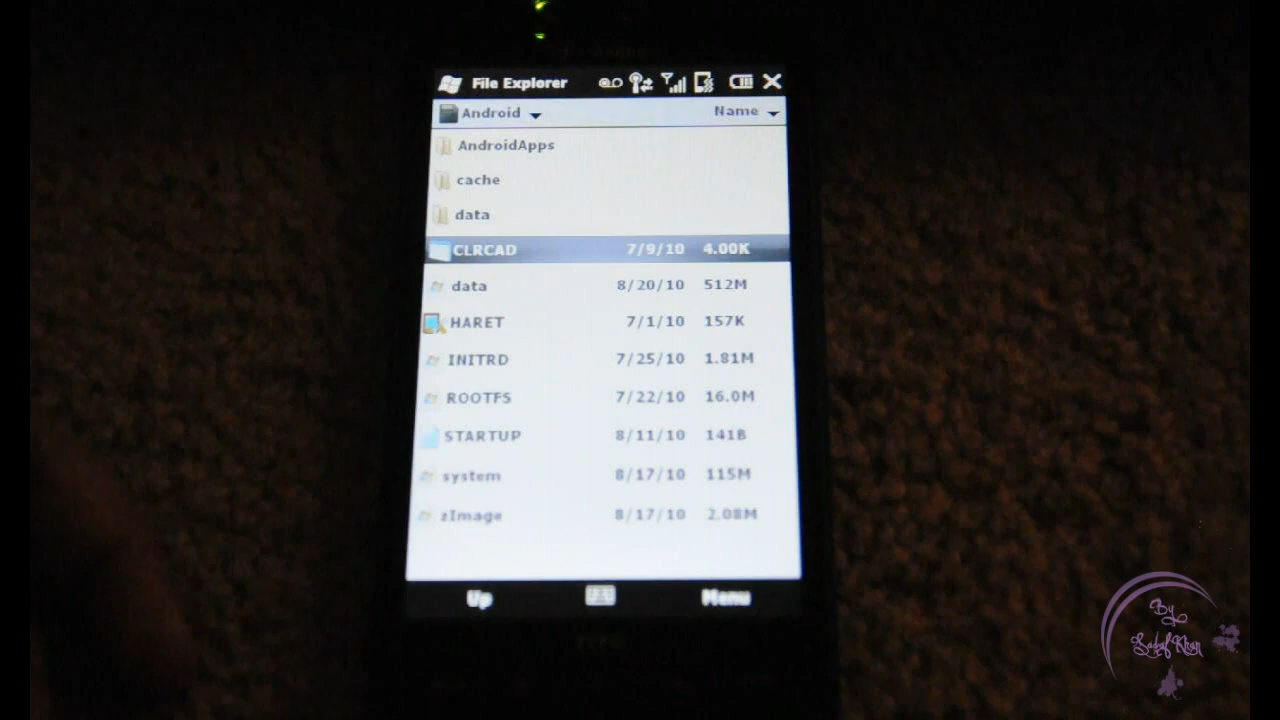 File Explorer
Android Name
AndroidApps
cache
data
CLRCAD 7/9/10 4.00K
data 8/20/10 512M
HARET 7/1/10 157K
INITRD 7/25/10 1.81M
ROOTFS 7/22/10 16.0M
STARTUP 8/11/10 141B
system 8/17/10 115M
zImage 8/17/10 2.08M
Up Menu
By
Sadaf Khan